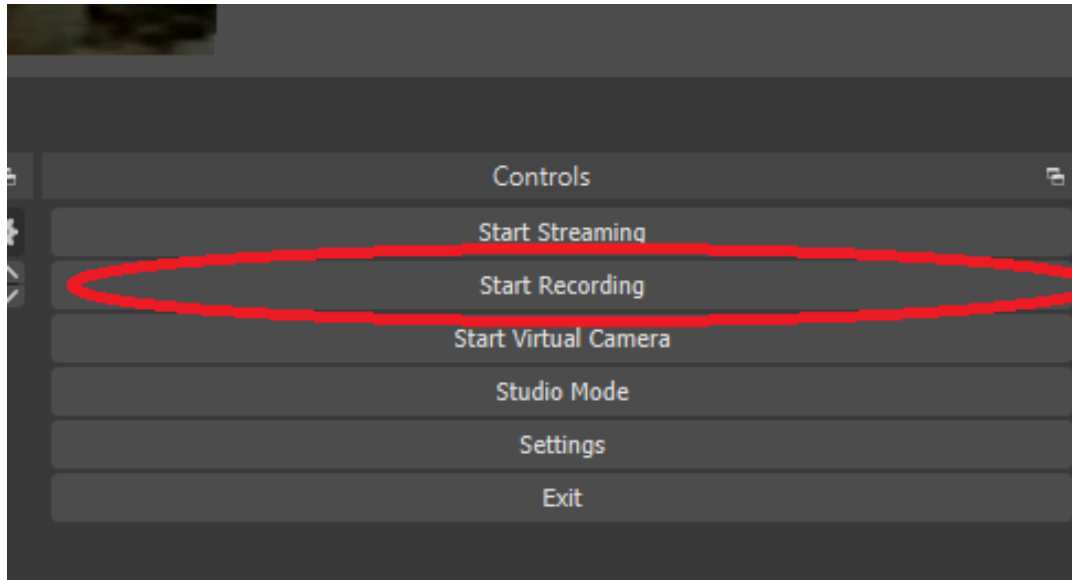 Controls
Start Streaming
Start Recording
Start Virtual Camera
Studio Mode
Settings
Exit